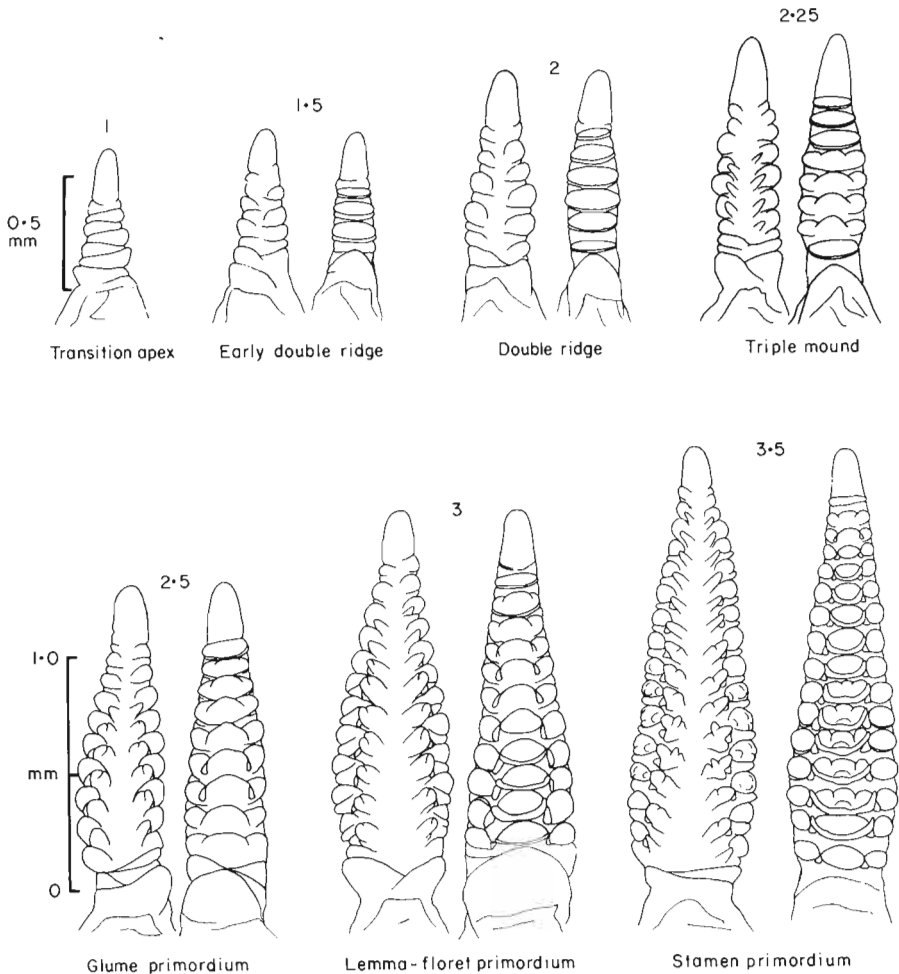 2·25
2
1·5
1
0·5
mm
Transition apex
Early double ridge
Double ridge
Triple mound
3·5
3
2·5
1·0
mm
0
Glume primordium
Lemma-floret primordium
Stamen primordium